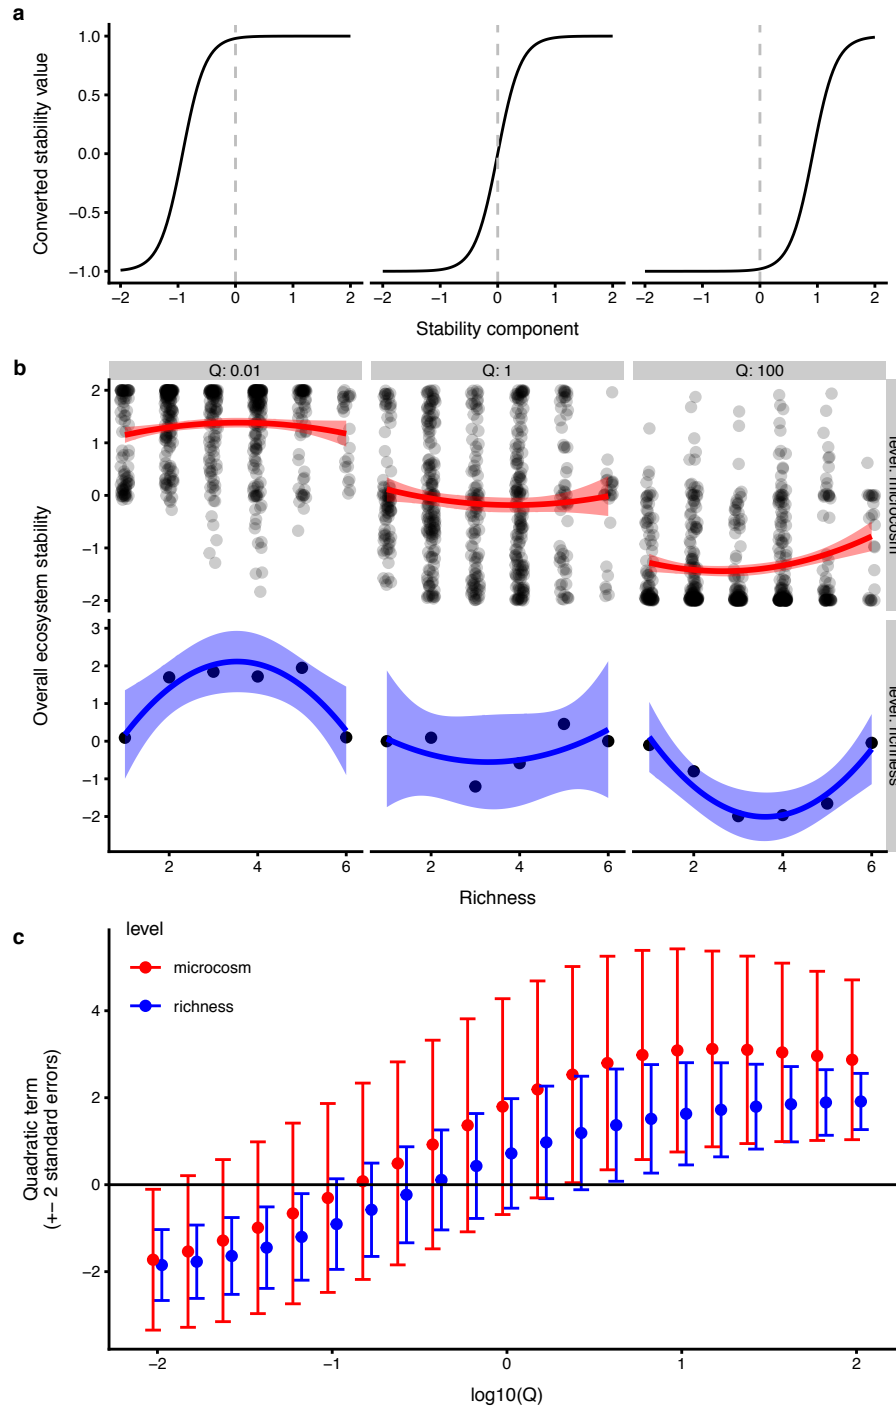 a
Converted stability value
1.0
0.5
0.0
−0.5
−1.0
−2 −1 0 1 2 −2 −1 0 1 2 −2 −1 0 1 2
Stability component
b
Q: 0.01 Q: 1 Q: 100
Overall ecosystem stability
2
1
0
−1
−2
level: microcosm
3
2
1
0
−1
−2
level: richness
2 4 6 2 4 6 2 4 6
Richness
c
level
microcosm
richness
Quadratic term
(+− 2 standard errors)
4
2
0
−2
−2 −1 0 1 2
log10(Q)